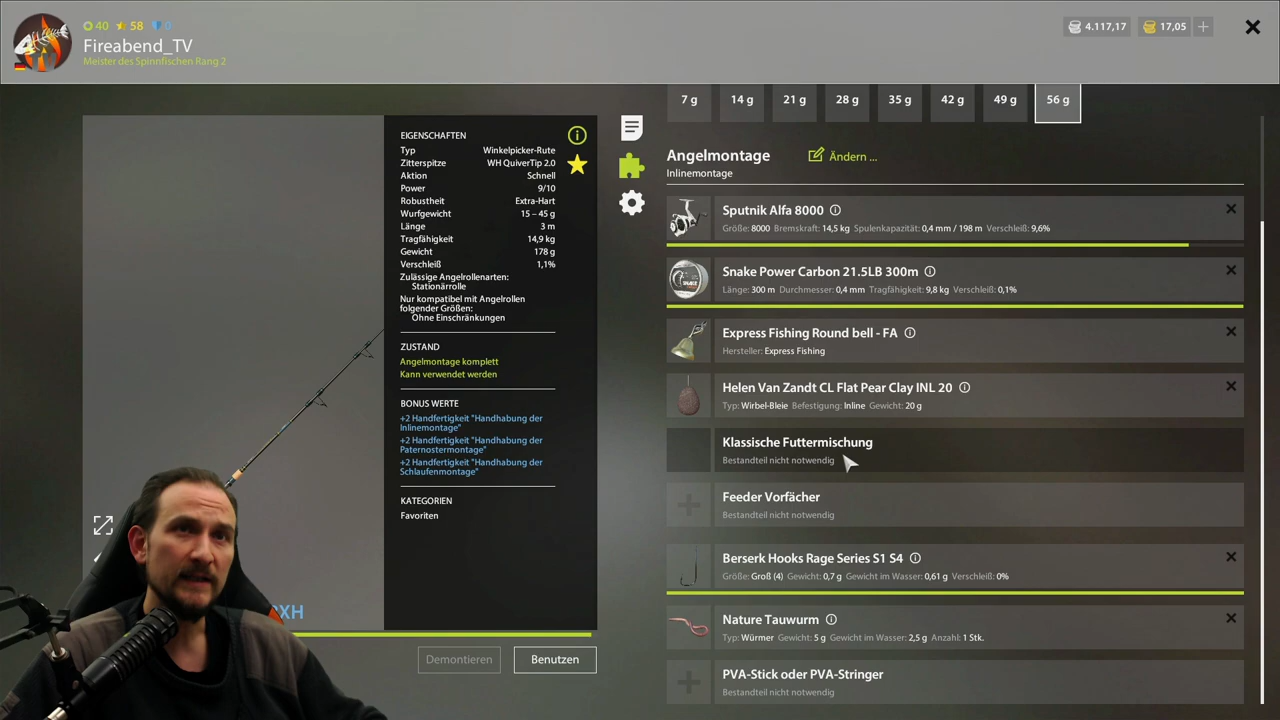 40 58 0
Fireabend_TV
Meister des Spinnfischen Rang 2
4.117,17
17,05
7 g
14 g
21 g
28 g
35 g
42 g
49 g
56 g
EIGENSCHAFTEN
Typ Winkelpicker-Rute
Zitterspitze WH QuiverTip 2.0
Aktion Schnell
Power 9/10
Robustheit Extra-Hart
Wurfgewicht 15 – 45 g
Länge 3 m
Tragfähigkeit 14,9 kg
Gewicht 178 g
Verschleiß 1,1%
Zulässige Angelrollenarten:
Stationärrolle
Nur kompatibel mit Angelrollen
folgender Größen:
Ohne Einschränkungen
ZUSTAND
Angelmontage komplett
Kann verwendet werden
BONUS WERTE
+2 Handfertigkeit "Handhabung der
Inlinemontage"
+2 Handfertigkeit "Handhabung der
Paternostermontage"
+2 Handfertigkeit "Handhabung der
Schlaufenmontage"
KATEGORIEN
Favoriten
XH
Demontieren
Benutzen
Angelmontage
Ändern ...
Inlinemontage
Sputnik Alfa 8000
Größe: 8000 Bremskraft: 14,5 kg Spulenkapazität: 0,4 mm / 198 m Verschleiß: 9,6%
Snake Power Carbon 21.5LB 300m
Länge: 300 m Durchmesser: 0,4 mm Tragfähigkeit: 9,8 kg Verschleiß: 0,1%
Express Fishing Round bell - FA
Hersteller: Express Fishing
Helen Van Zandt CL Flat Pear Clay INL 20
Typ: Wirbel-Bleie Befestigung: Inline Gewicht: 20 g
Klassische Futtermischung
Bestandteil nicht notwendig
Feeder Vorfächer
Bestandteil nicht notwendig
Berserk Hooks Rage Series S1 S4
Größe: Groß (4) Gewicht: 0,7 g Gewicht im Wasser: 0,61 g Verschleiß: 0%
Nature Tauwurm
Typ: Würmer Gewicht: 5 g Gewicht im Wasser: 2,5 g Anzahl: 1 Stk.
PVA-Stick oder PVA-Stringer
Bestandteil nicht notwendig